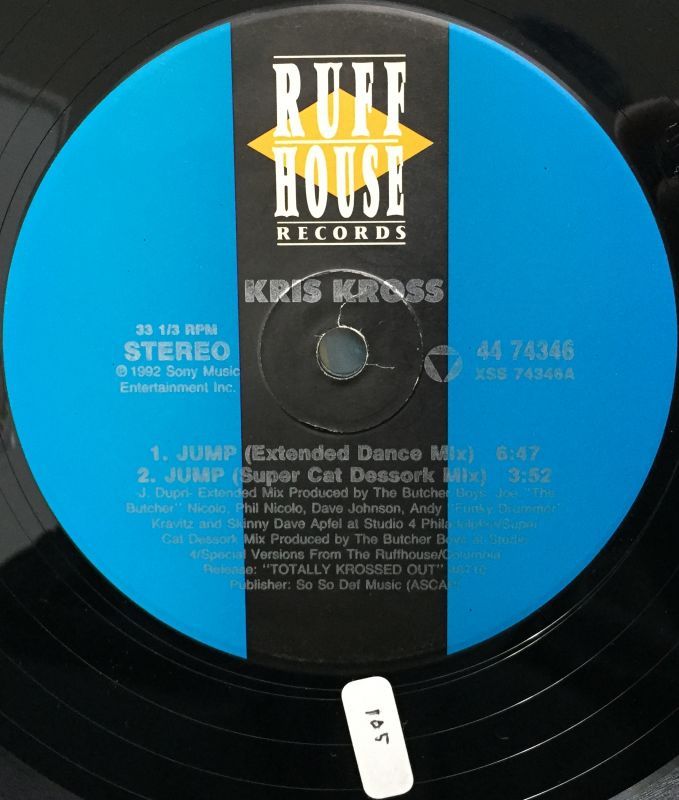 RUFF
HOUSE
RECORDS
KRIS KROSS
33 1/3 RPM
STEREO
℗ 1992 Sony Music
Entertainment Inc.
44 74346
XSS 74346A
1. JUMP (Extended Dance Mix) 6:47
2. JUMP (Super Cat Dessork Mix) 3:52
J. Dupri- Extended Mix Produced by The Butcher Boys- Joe, "The
Butcher" Nicolo, Phil Nicolo, Dave Johnson, Andy "Funky Drummer"
Kravitz and Skinny Dave Apfel at Studio 4 Philadelphia/Super
Cat Dessork Mix Produced by The Butcher Boys at Studio
4/Special Versions From The Ruffhouse/Columbia
Release: "TOTALLY KROSSED OUT"
Publisher: So So Def Music (ASCAP)
105